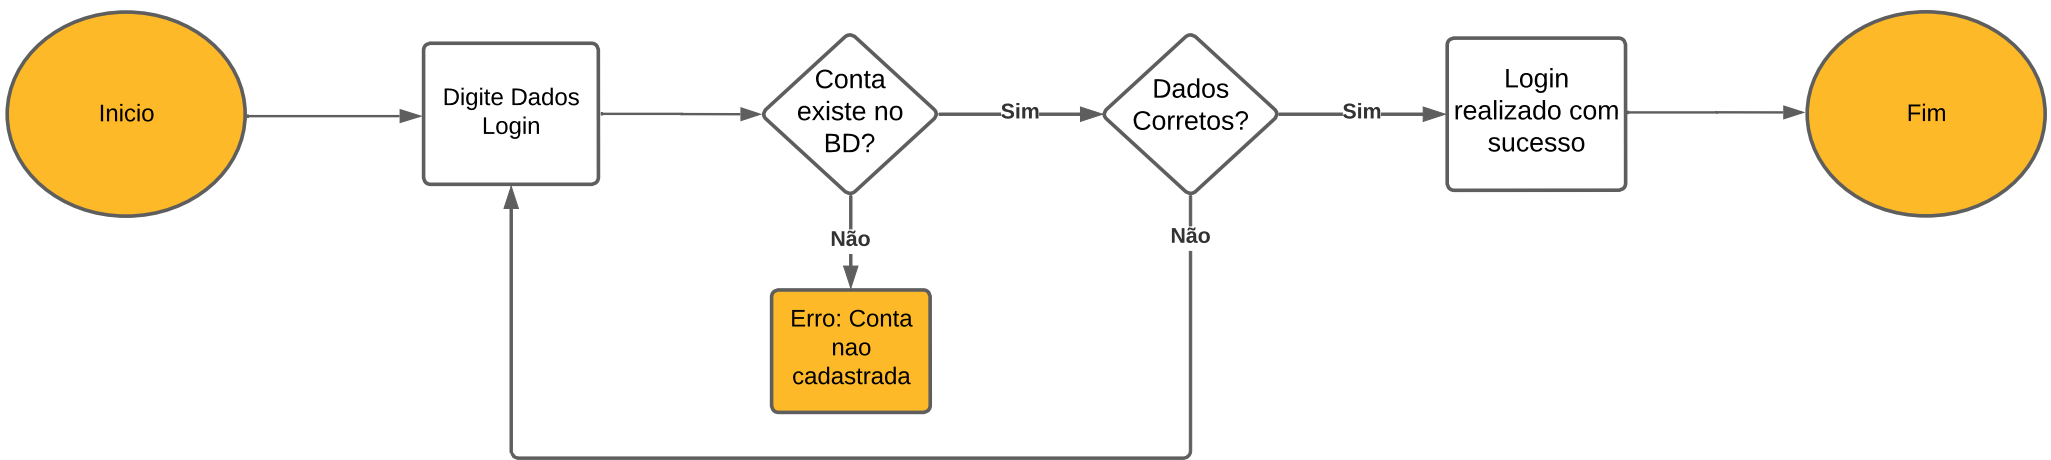 Inicio
Digite Dados
Login
Conta
existe no
BD?
Sim
Dados
Corretos?
Sim
Login
realizado com
sucesso
Fim
Não
Não
Erro: Conta
nao
cadastrada